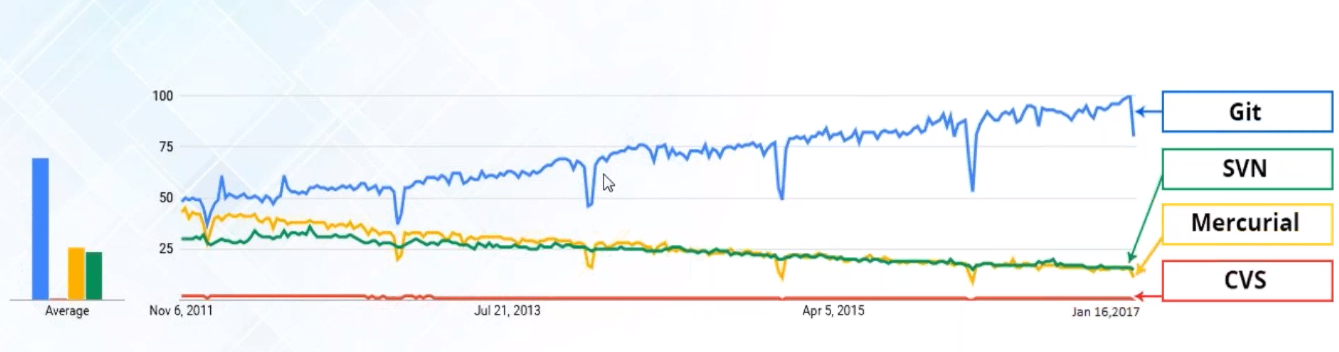 100
75
50
25
Average
Nov 6, 2011
Jul 21, 2013
Apr 5, 2015
Jan 16,2017
Git
SVN
Mercurial
CVS